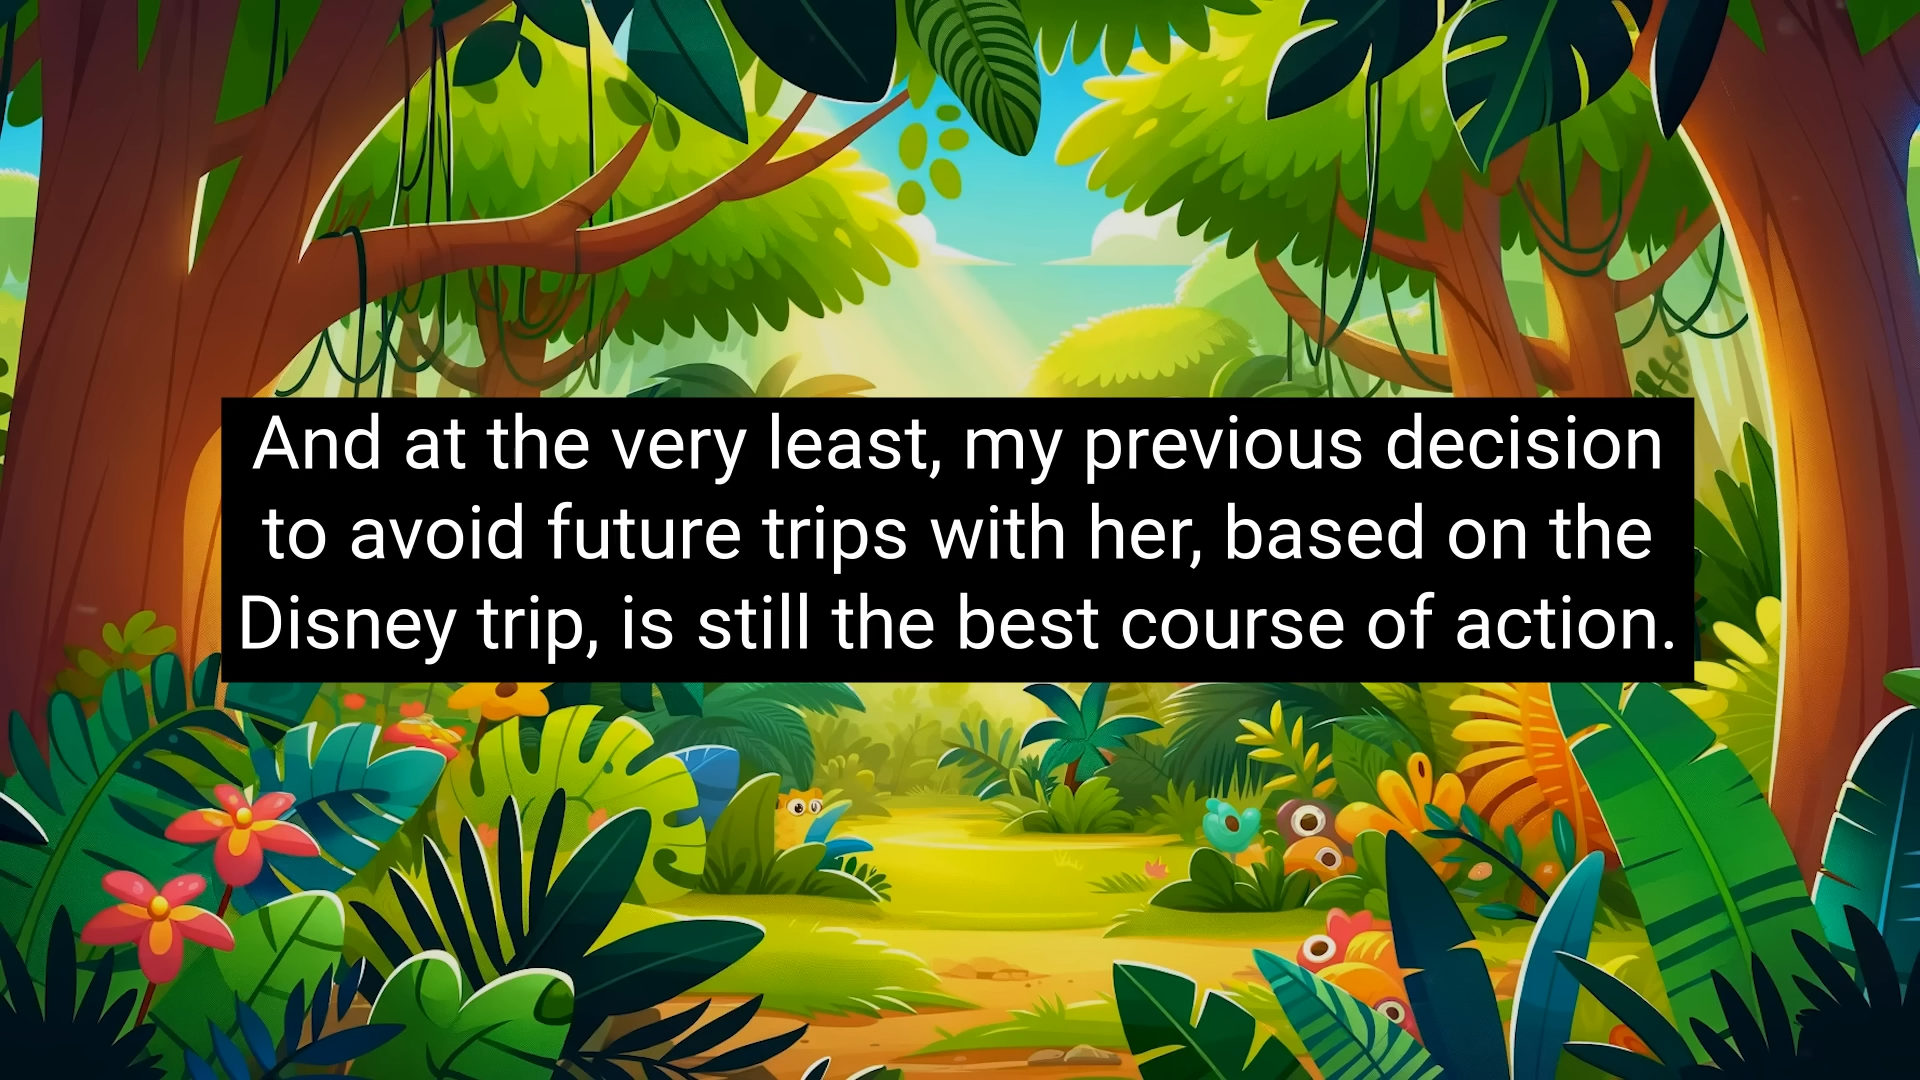 And at the very least, my previous decision
to avoid future trips with her, based on the
Disney trip, is still the best course of action.